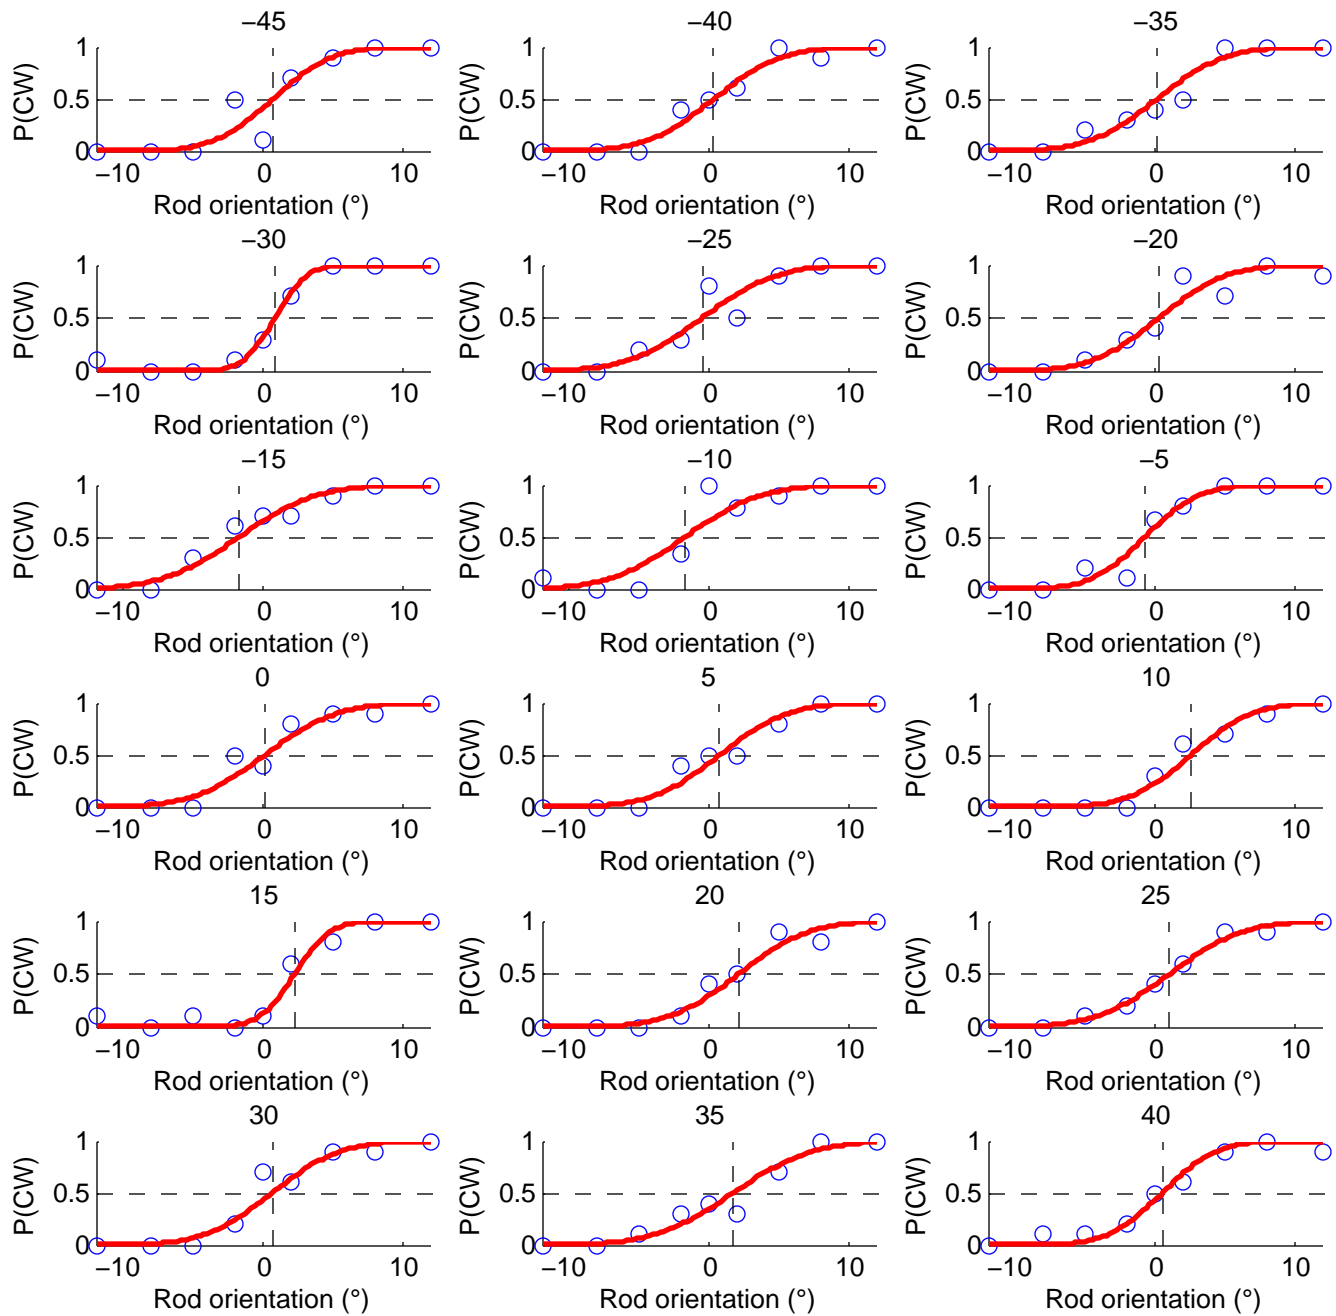 −45 −40 −35
1 1 1
P(CW) 0.5 P(CW) 0.5 P(CW) 0.5
0 0 0
−10 0 10 −10 0 10 −10 0 10
Rod orientation (°) Rod orientation (°) Rod orientation (°)
−30 −25 −20
1 1 1
P(CW) 0.5 P(CW) 0.5 P(CW) 0.5
0 0 0
−10 0 10 −10 0 10 −10 0 10
Rod orientation (°) Rod orientation (°) Rod orientation (°)
−15 −10 −5
1 1 1
P(CW) 0.5 P(CW) 0.5 P(CW) 0.5
0 0 0
−10 0 10 −10 0 10 −10 0 10
Rod orientation (°) Rod orientation (°) Rod orientation (°)
0 5 10
1 1 1
P(CW) 0.5 P(CW) 0.5 P(CW) 0.5
0 0 0
−10 0 10 −10 0 10 −10 0 10
Rod orientation (°) Rod orientation (°) Rod orientation (°)
15 20 25
1 1 1
P(CW) 0.5 P(CW) 0.5 P(CW) 0.5
0 0 0
−10 0 10 −10 0 10 −10 0 10
Rod orientation (°) Rod orientation (°) Rod orientation (°)
30 35 40
1 1 1
P(CW) 0.5 P(CW) 0.5 P(CW) 0.5
0 0 0
−10 0 10 −10 0 10 −10 0 10
Rod orientation (°) Rod orientation (°) Rod orientation (°)